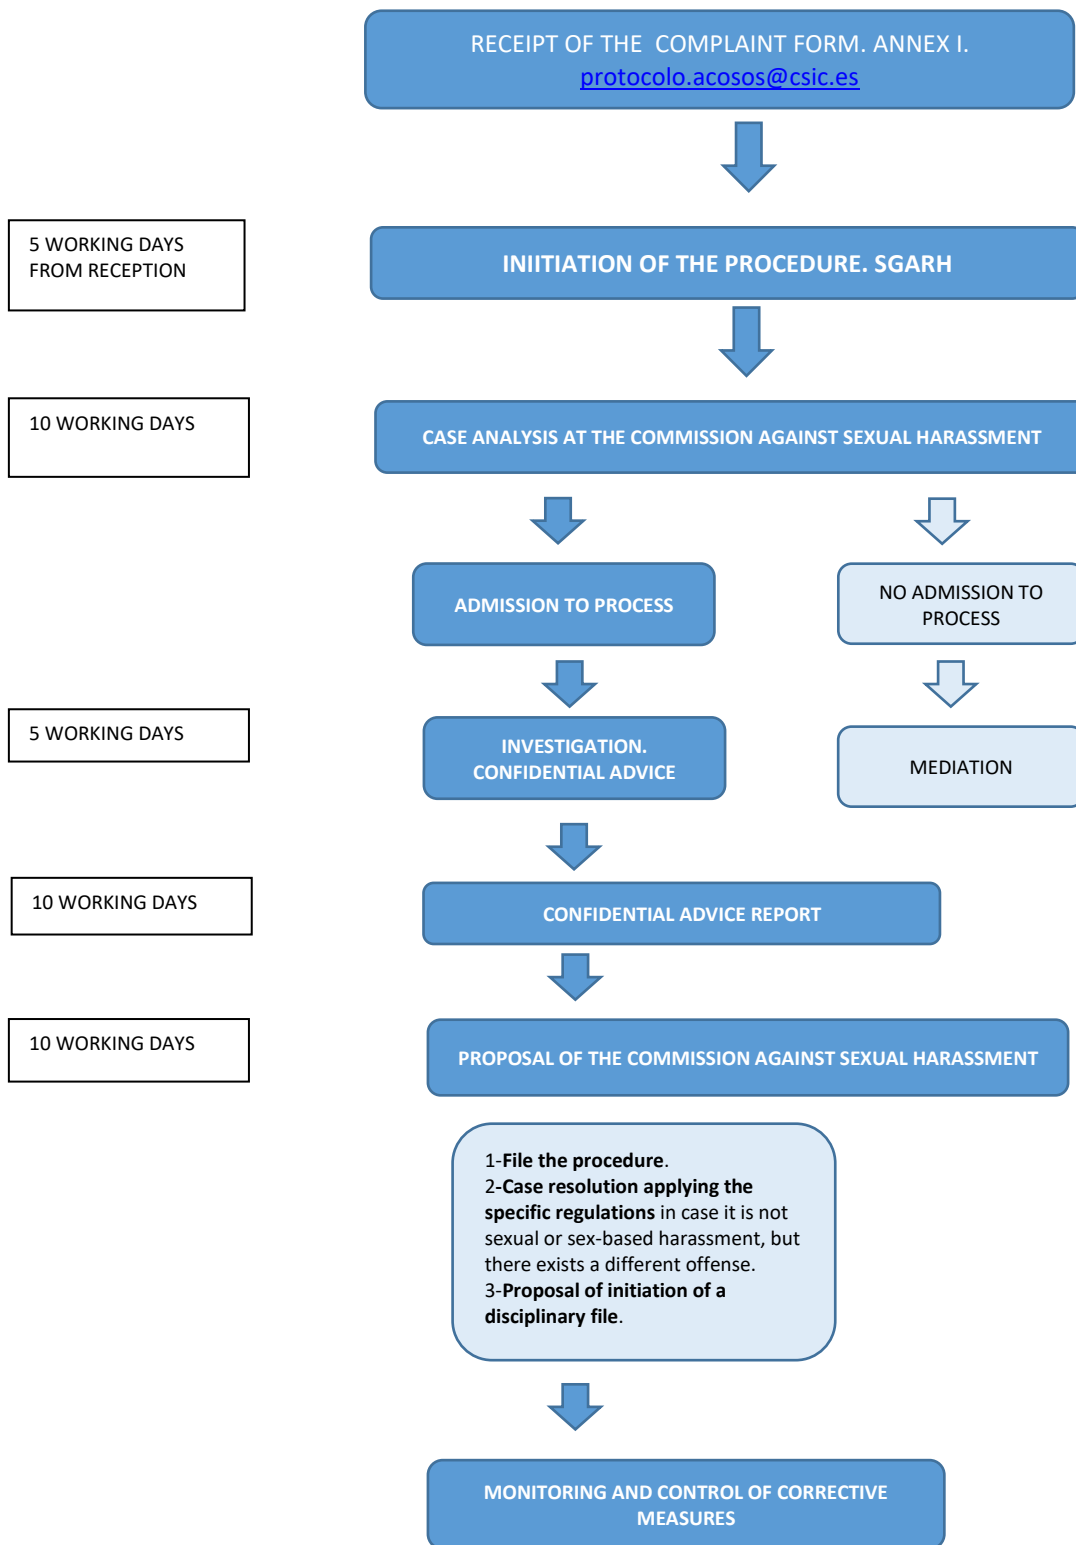 RECEIPT OF THE COMPLAINT FORM. ANNEX I.
protocolo.acosos@csic.es
5 WORKING DAYS
FROM RECEPTION
INIITIATION OF THE PROCEDURE. SGARH
10 WORKING DAYS
CASE ANALYSIS AT THE COMMISSION AGAINST SEXUAL HARASSMENT
ADMISSION TO PROCESS
NO ADMISSION TO
PROCESS
5 WORKING DAYS
INVESTIGATION.
CONFIDENTIAL ADVICE
MEDIATION
10 WORKING DAYS
CONFIDENTIAL ADVICE REPORT
10 WORKING DAYS
PROPOSAL OF THE COMMISSION AGAINST SEXUAL HARASSMENT
1-File the procedure.
2-Case resolution applying the
specific regulations in case it is not
sexual or sex-based harassment, but
there exists a different offense.
3-Proposal of initiation of a
disciplinary file.
MONITORING AND CONTROL OF CORRECTIVE
MEASURES